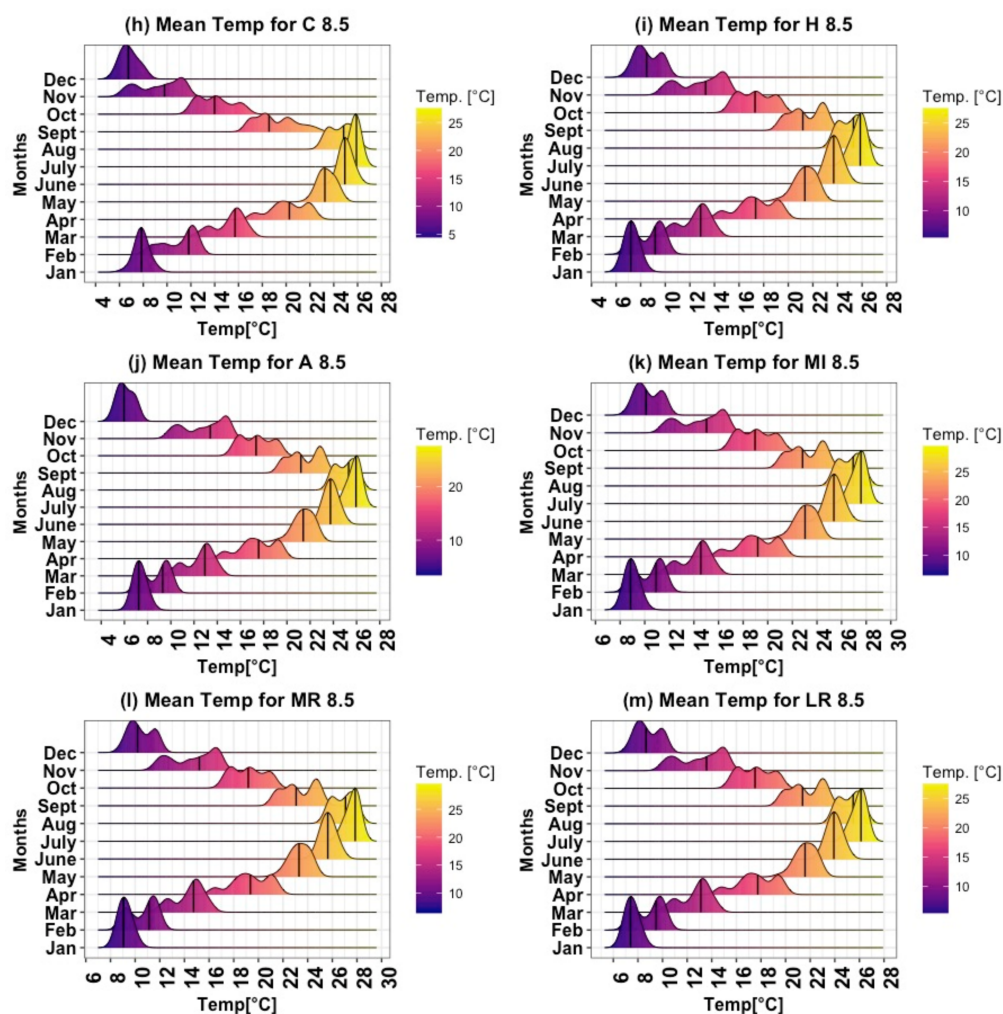 (h) Mean Temp for C 8.5
Dec
Nov
Oct
Sept
Aug
July
June
May
Apr
Mar
Feb
Jan
Months
4 6 8 10 12 14 16 18 20 22 24 26 28
Temp[°C]
Temp. [°C]
25
20
15
10
5
(i) Mean Temp for H 8.5
Dec
Nov
Oct
Sept
Aug
July
June
May
Apr
Mar
Feb
Jan
Months
4 6 8 10 12 14 16 18 20 22 24 26 28
Temp[°C]
Temp. [°C]
25
20
15
10
(j) Mean Temp for A 8.5
Dec
Nov
Oct
Sept
Aug
July
June
May
Apr
Mar
Feb
Jan
Months
4 6 8 10 12 14 16 18 20 22 24 26 28
Temp[°C]
Temp. [°C]
20
10
(k) Mean Temp for MI 8.5
Dec
Nov
Oct
Sept
Aug
July
June
May
Apr
Mar
Feb
Jan
Months
6 8 10 12 14 16 18 20 22 24 26 28 30
Temp[°C]
Temp. [°C]
25
20
15
10
(l) Mean Temp for MR 8.5
Dec
Nov
Oct
Sept
Aug
July
June
May
Apr
Mar
Feb
Jan
Months
6 8 10 12 14 16 18 20 22 24 26 28 30
Temp[°C]
Temp. [°C]
25
20
15
10
(m) Mean Temp for LR 8.5
Dec
Nov
Oct
Sept
Aug
July
June
May
Apr
Mar
Feb
Jan
Months
6 8 10 12 14 16 18 20 22 24 26 28
Temp[°C]
Temp. [°C]
25
20
15
10